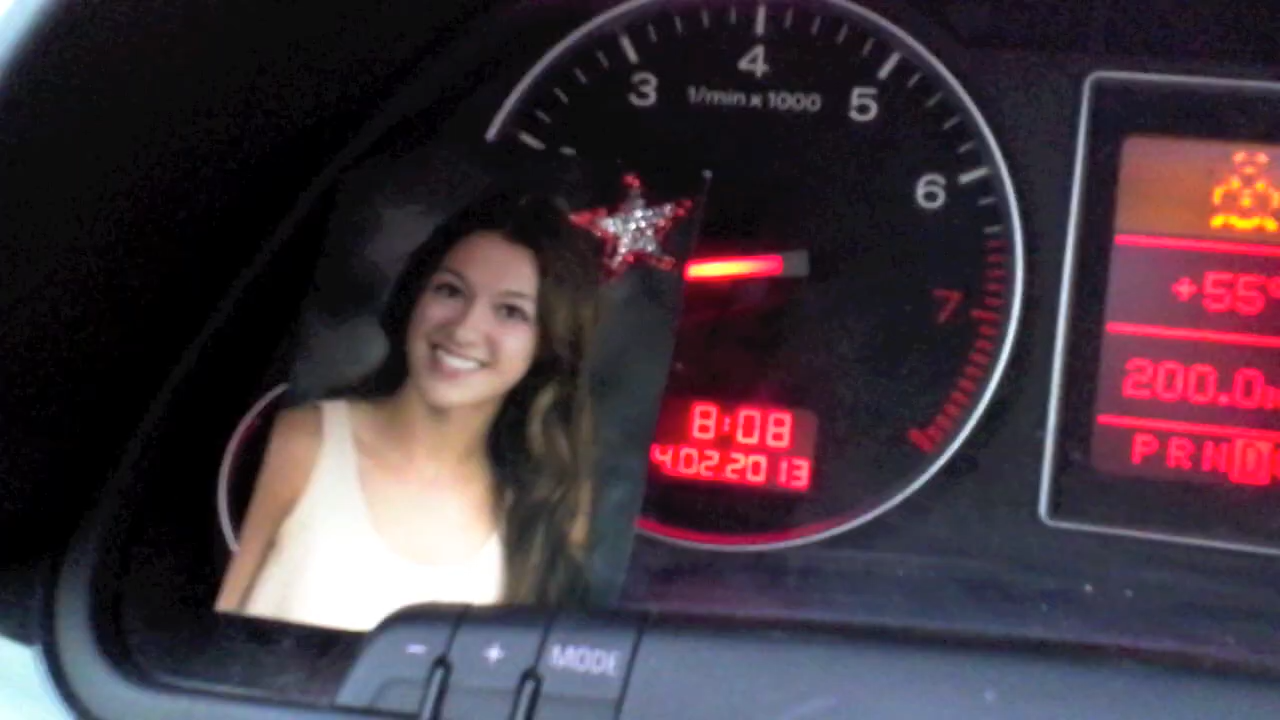 3 4 5
1/min x 1000
6
7
8:08
4.02.2013
+55°
200.0
P R N D
- + MODE